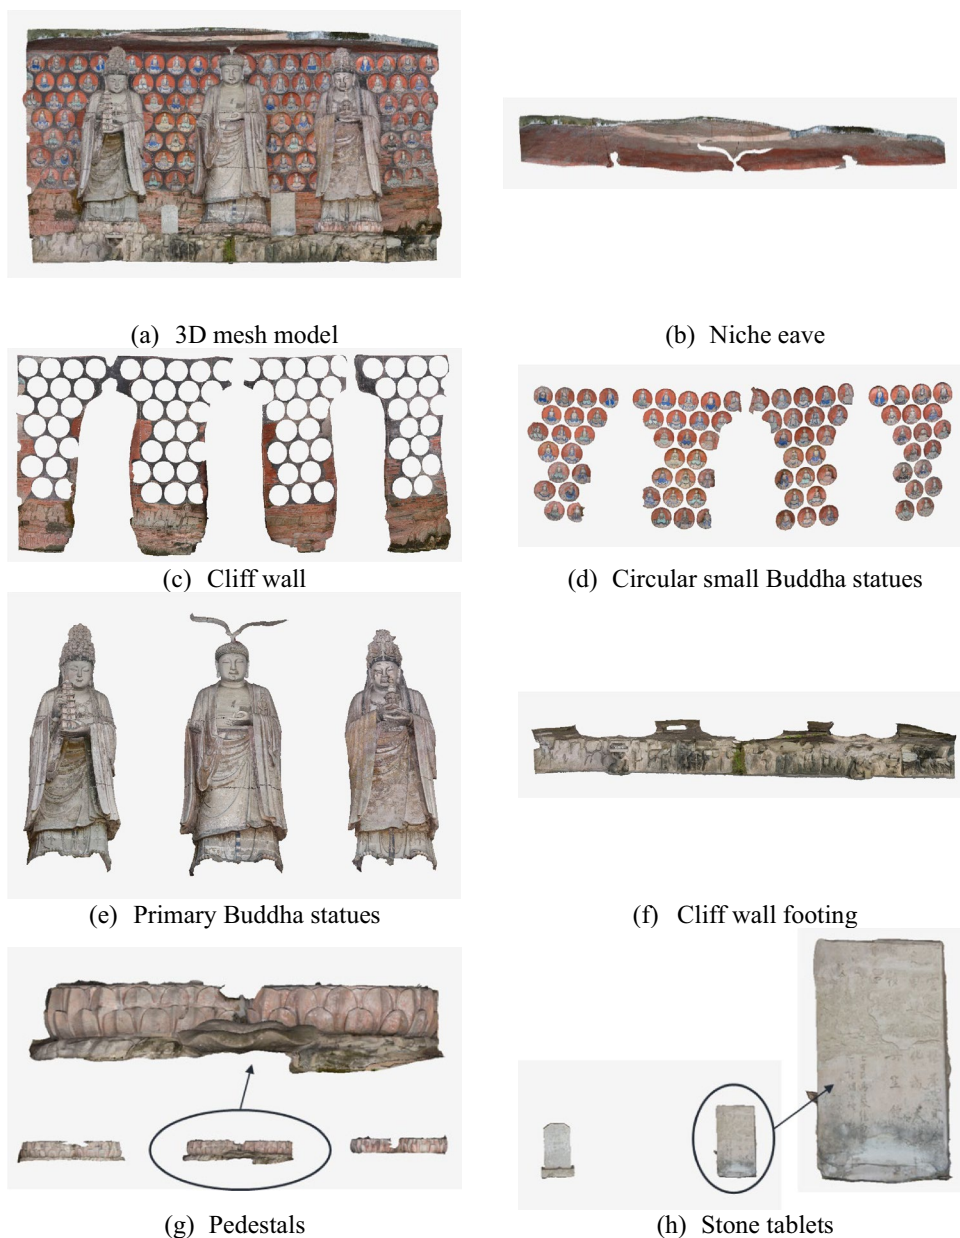 (a) 3D mesh model
(b) Niche eave
(c) Cliff wall
(d) Circular small Buddha statues
(e) Primary Buddha statues
(f) Cliff wall footing
(g) Pedestals
(h) Stone tablets